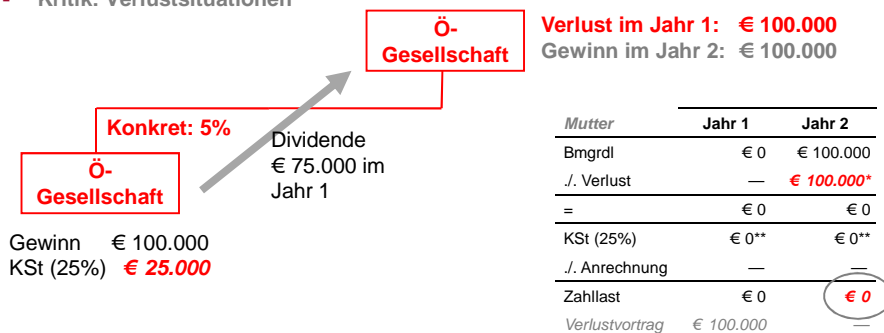 Kritik: Verlustsituationen
Ö-
Gesellschaft
Verlust im Jahr 1: € 100.000
Gewinn im Jahr 2: € 100.000
Konkret: 5%
Dividende
€ 75.000 im
Jahr 1
Ö-
Gesellschaft
Gewinn € 100.000
KSt (25%) € 25.000
Mutter Jahr 1 Jahr 2
Bmgrdl € 0 € 100.000
./. Verlust — € 100.000*
= € 0 € 0
KSt (25%) € 0** € 0**
./. Anrechnung — —
Zahllast € 0 € 0
Verlustvortrag € 100.000 —